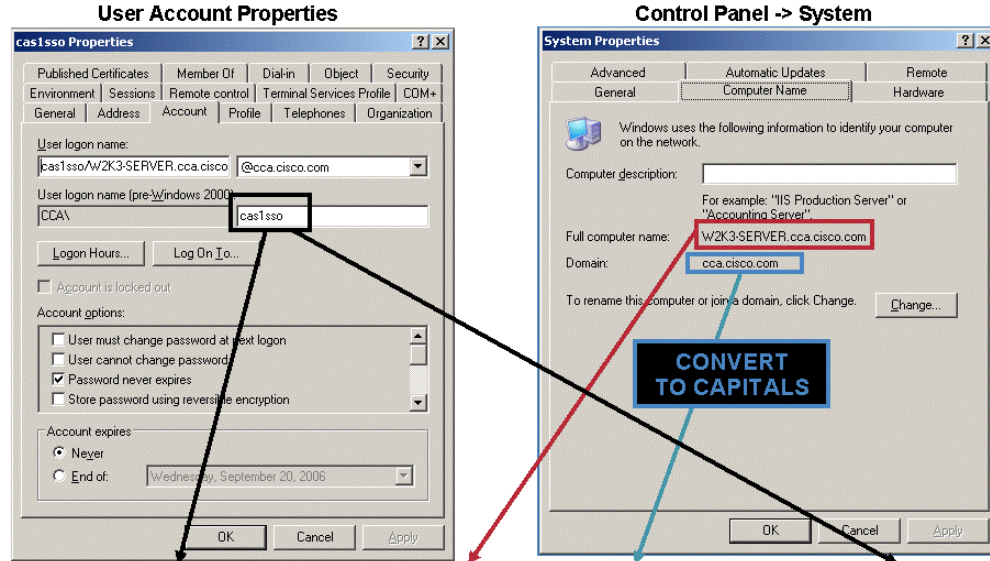 User Account Properties
cas1sso Properties
Published Certificates Member Of Dial-in Object Security
Environment Sessions Remote control Terminal Services Profile COM+
General Address Account Profile Telephones Organization
User logon name:
cas1sso/W2K3-SERVER.cca.cisco @cca.cisco.com
User logon name (pre-Windows 2000)
CCA\ cas1sso
Logon Hours... Log On To...
Account is locked out
Account options:
User must change password at next logon
User cannot change password
Password never expires
Store password using reversible encryption
Account expires
Never
End of: Wednesday, September 20, 2006
OK Cancel Apply
Control Panel -> System
System Properties
Advanced Automatic Updates Remote
General Computer Name Hardware
Windows uses the following information to identify your computer
on the network.
Computer description:
For example: "IIS Production Server" or
"Accounting Server".
Full computer name: W2K3-SERVER.cca.cisco.com
Domain: cca.cisco.com
To rename this computer or join a domain, click Change. Change...
CONVERT
TO CAPITALS
OK Cancel Apply